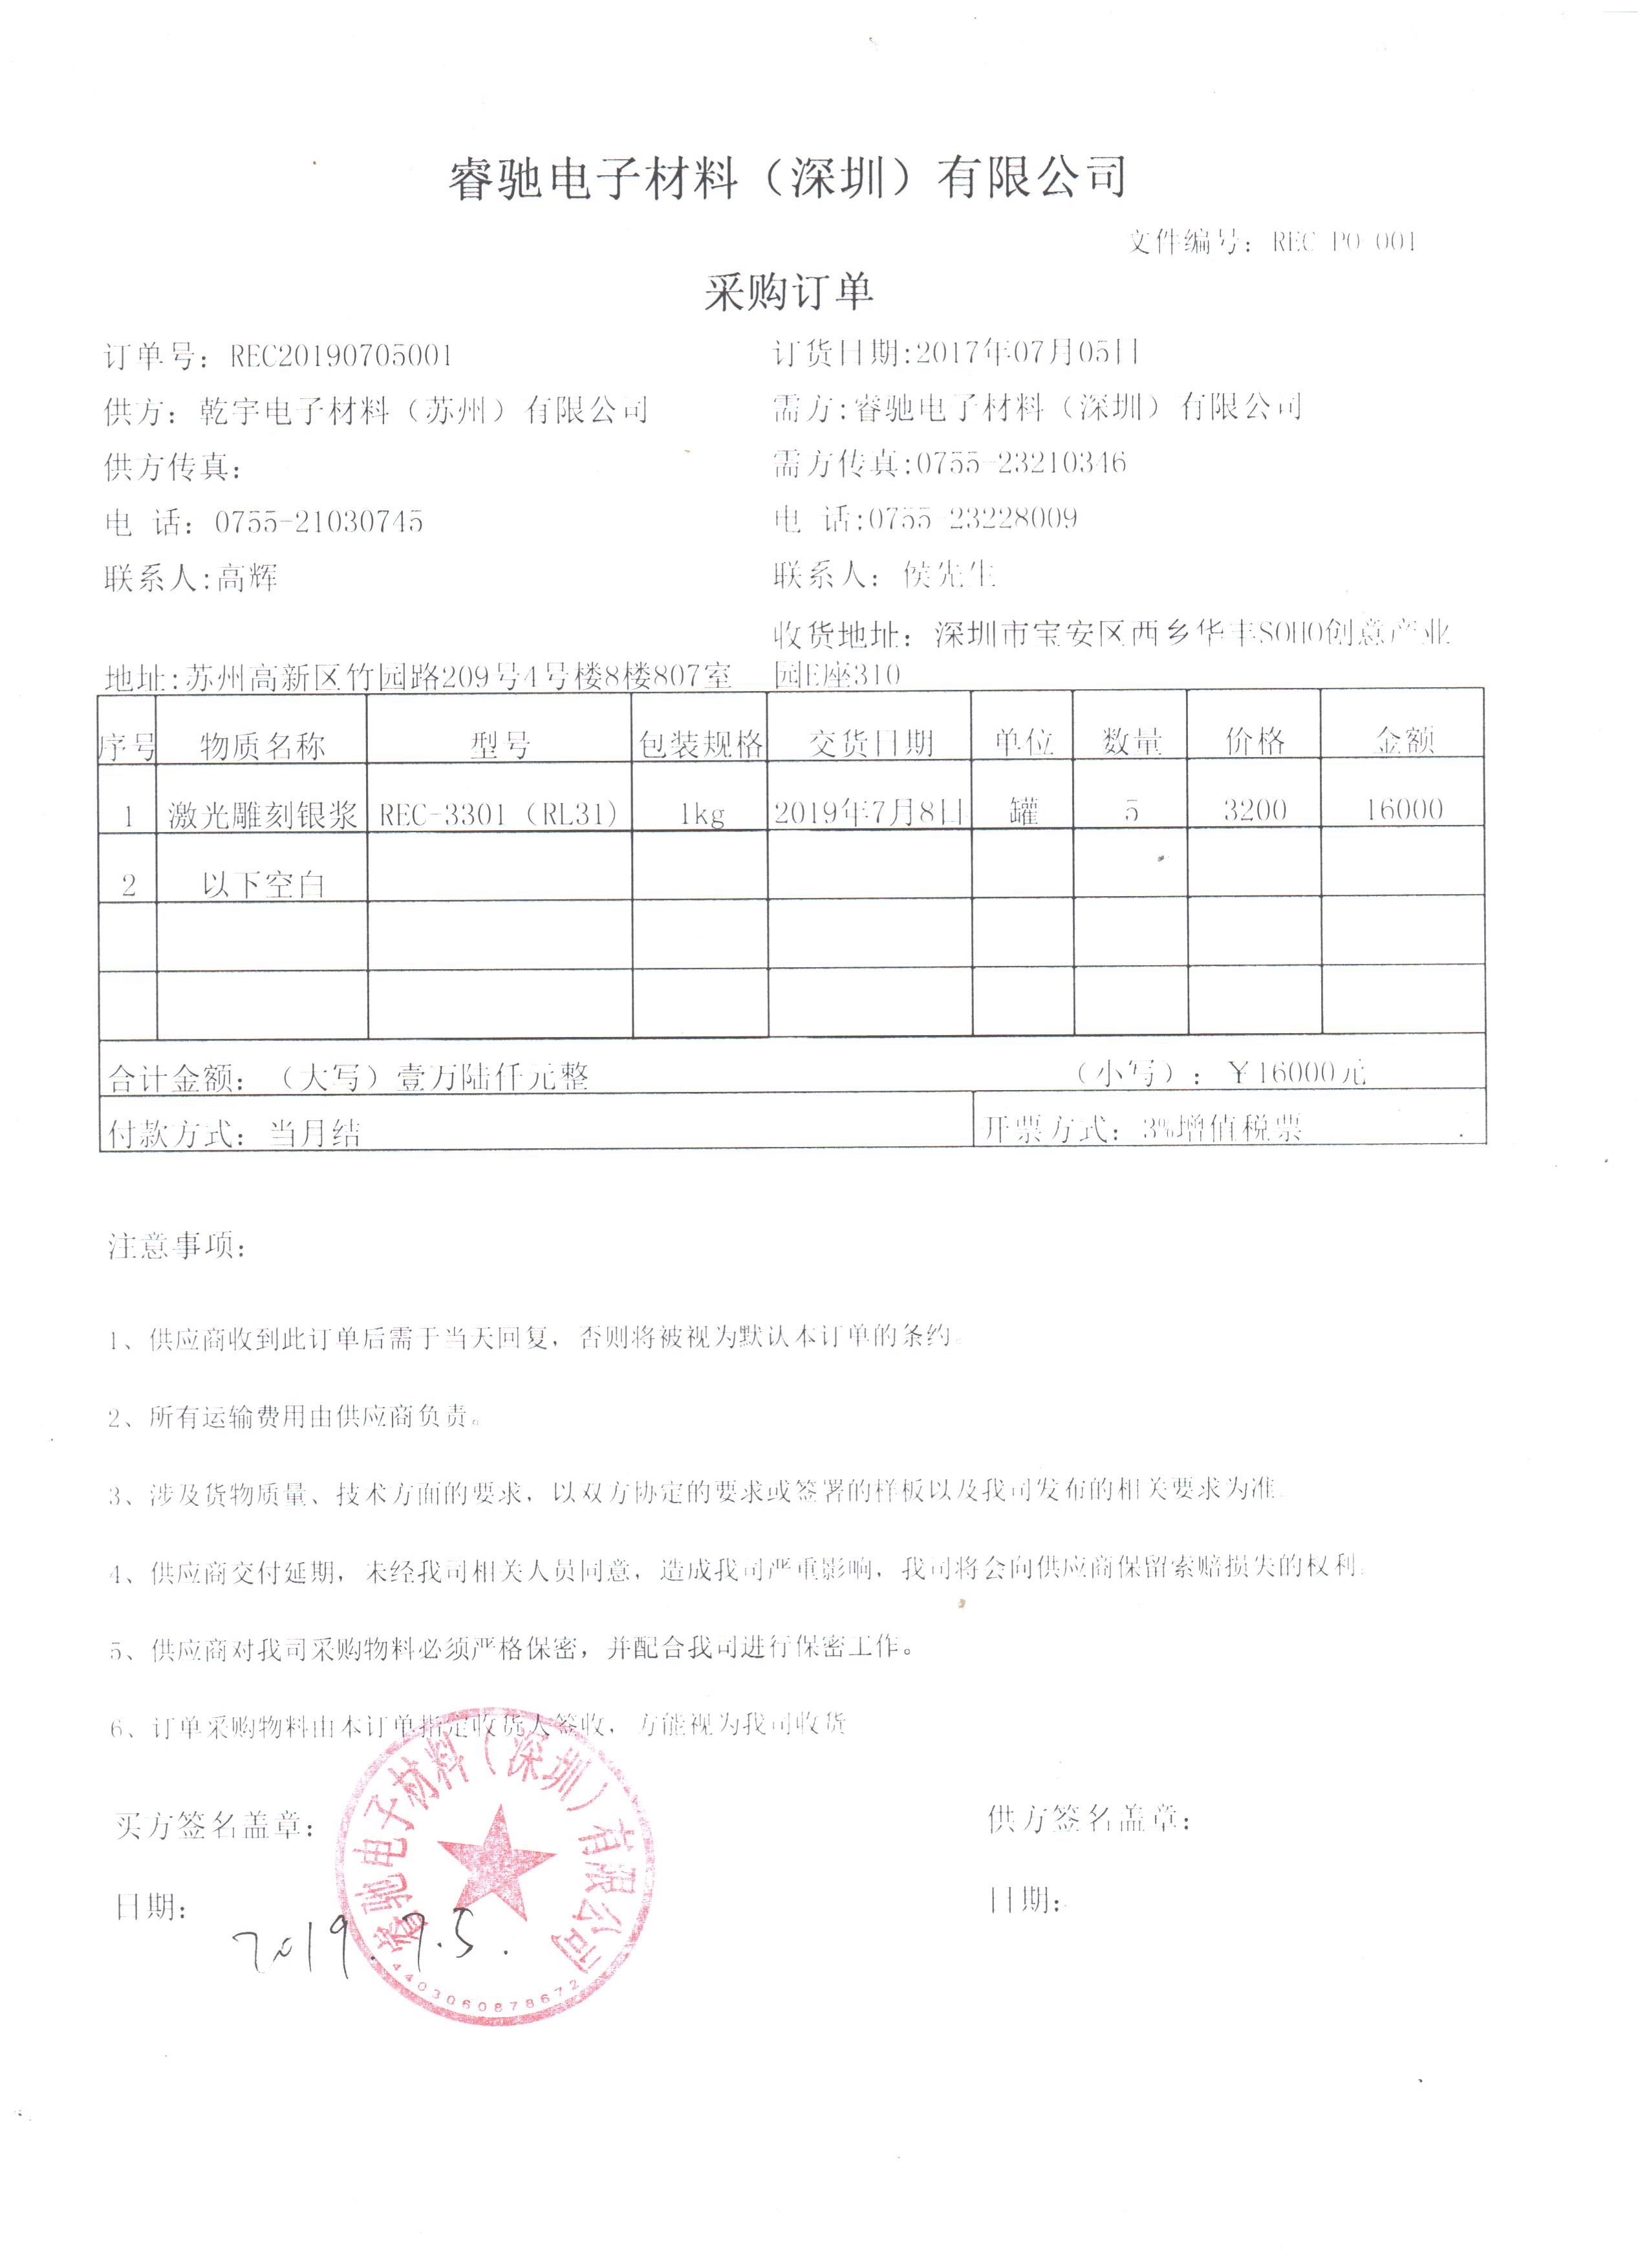 睿驰电子材料（深圳）有限公司
文件编号：REC-PO-001
采购订单
订单号：REC20190705001 订货日期:2017年07月05日
供方：乾宇电子材料（苏州）有限公司 需方:睿驰电子材料（深圳）有限公司
供方传真： 需方传真:0755-23210346
电 话：0755-21030745 电 话:0755-23228009
联系人:高辉 联系人：侯先生
收货地址：深圳市宝安区西乡华丰SOHO创意产业
地址:苏州高新区竹园路209号4号楼8楼807室 园E座310
序号 物质名称 型号 包装规格 交货日期 单位 数量 价格 金额
1 激光雕刻银浆 REC-3301（RL31） 1kg 2019年7月8日 罐 5 3200 16000
2 以下空白
合计金额：（大写）壹万陆仟元整 （小写）：￥16000元
付款方式：当月结 开票方式：3%增值税票
注意事项：
1、供应商收到此订单后需于当天回复，否则将被视为默认本订单的条约。
2、所有运输费用由供应商负责。
3、涉及货物质量、技术方面的要求，以双方协定的要求或签署的样板以及我司发布的相关要求为准。
4、供应商交付延期，未经我司相关人员同意，造成我司严重影响，我司将会向供应商保留索赔损失的权利。
5、供应商对我司采购物料必须严格保密，并配合我司进行保密工作。
6、订单采购物料由本订单指定收货人签收，方能视为我司收货
买方签名盖章： 供方签名盖章：
日期： 日期：
2019.7.5.
睿驰电子材料（深圳）有限公司
4403060878672